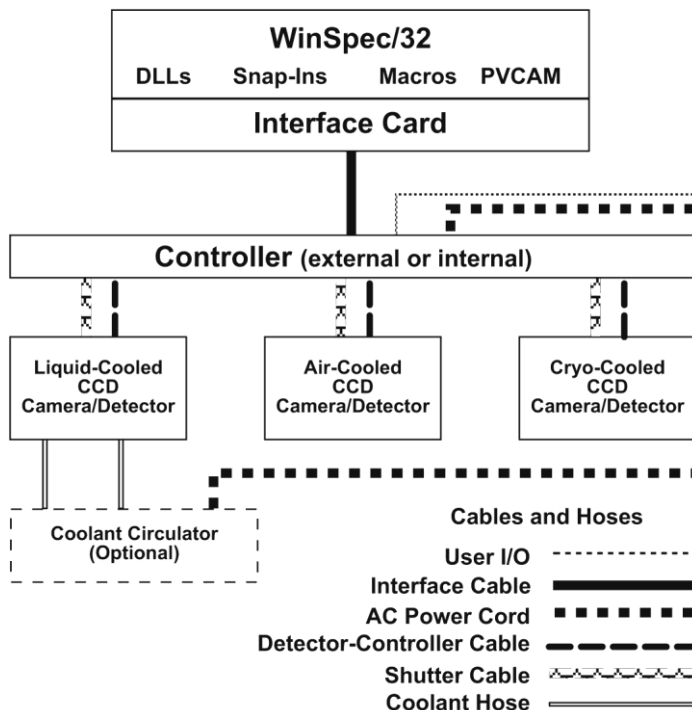 WinSpec/32
DLLs Snap-Ins Macros PVCAM
Interface Card
Controller (external or internal)
Liquid-Cooled
CCD
Camera/Detector
Air-Cooled
CCD
Camera/Detector
Cryo-Cooled
CCD
Camera/Detector
Coolant Circulator
(Optional)
Cables and Hoses
User I/O
Interface Cable
AC Power Cord
Detector-Controller Cable
Shutter Cable
Coolant Hose